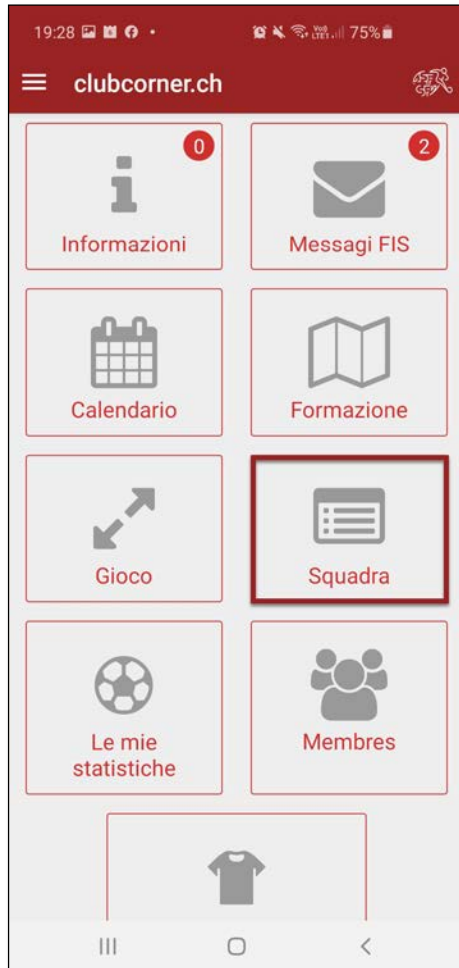 19:28 75%
clubcorner.ch
0 2
Informazioni Messagi FIS
Calendario Formazione
Gioco Squadra
Le mie Membres
statistiche